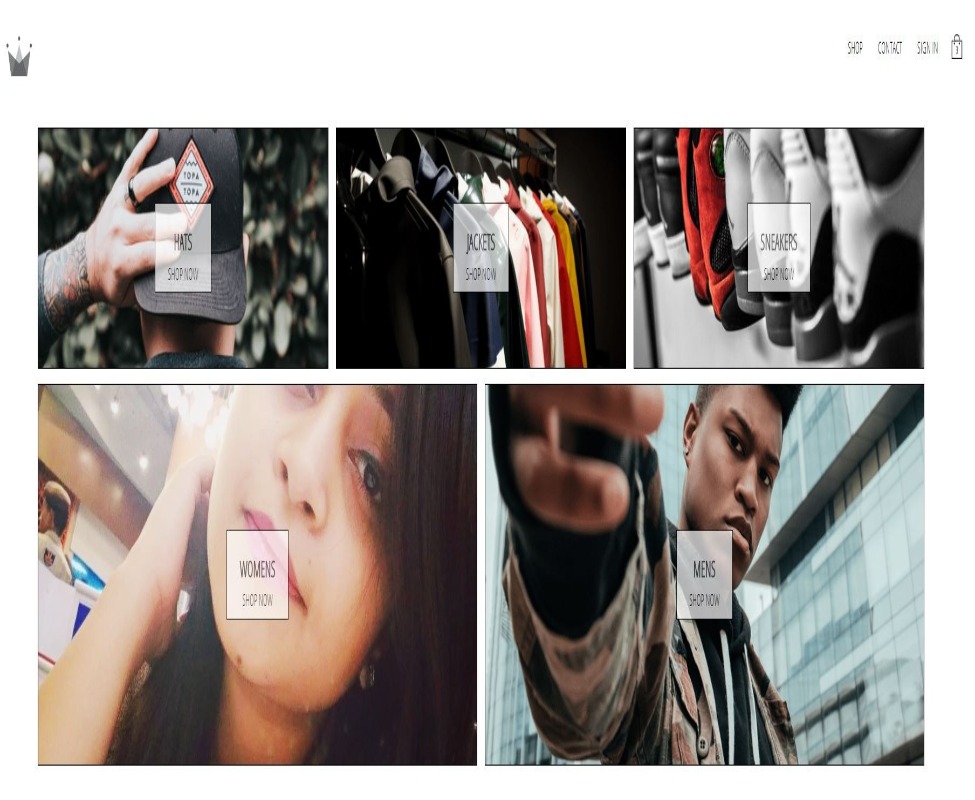 SHOP
CONTACT
SIGN IN
3
TOPA
TOPA
HATS
SHOP NOW
JACKETS
SHOP NOW
SNEAKERS
SHOP NOW
WOMENS
SHOP NOW
MENS
SHOP NOW